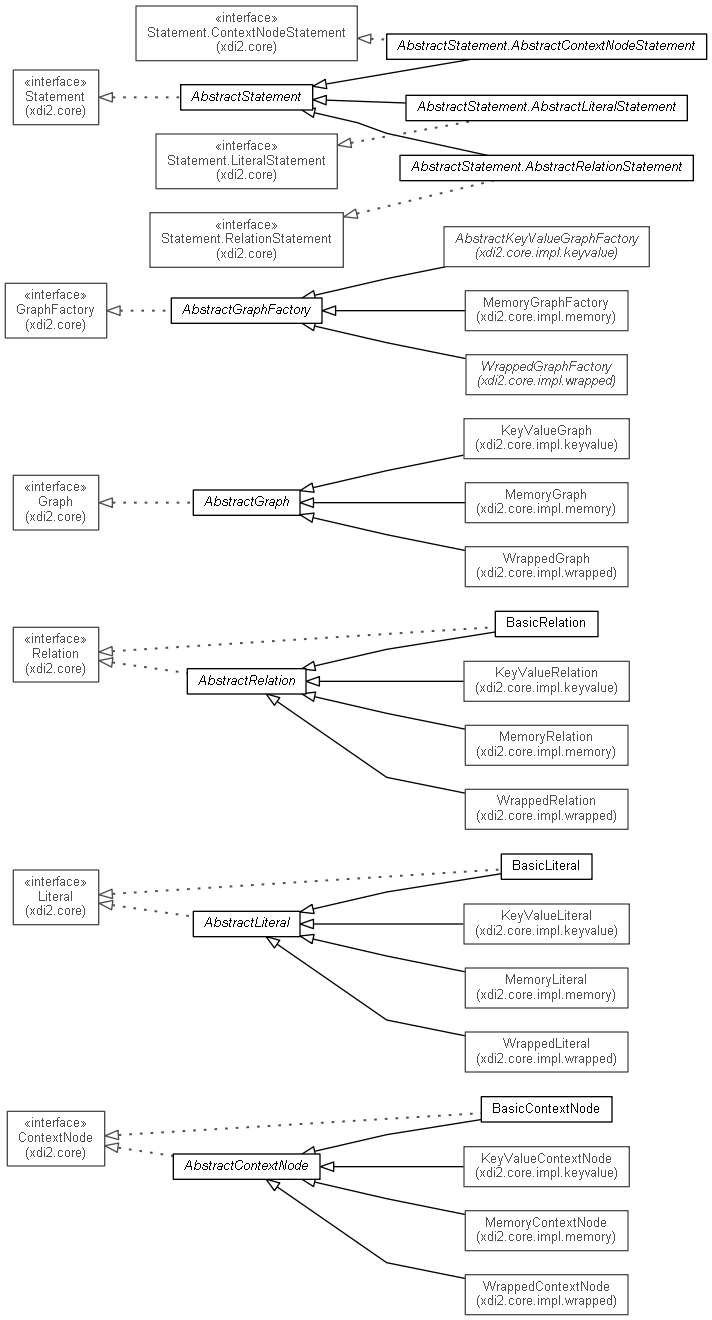 «interface»
Statement.ContextNodeStatement
(xdi2.core)
AbstractStatement.AbstractContextNodeStatement
«interface»
Statement
(xdi2.core)
AbstractStatement
AbstractStatement.AbstractLiteralStatement
«interface»
Statement.LiteralStatement
(xdi2.core)
AbstractStatement.AbstractRelationStatement
«interface»
Statement.RelationStatement
(xdi2.core)
AbstractKeyValueGraphFactory
(xdi2.core.impl.keyvalue)
«interface»
GraphFactory
(xdi2.core)
AbstractGraphFactory
MemoryGraphFactory
(xdi2.core.impl.memory)
WrappedGraphFactory
(xdi2.core.impl.wrapped)
KeyValueGraph
(xdi2.core.impl.keyvalue)
«interface»
Graph
(xdi2.core)
AbstractGraph
MemoryGraph
(xdi2.core.impl.memory)
WrappedGraph
(xdi2.core.impl.wrapped)
BasicRelation
«interface»
Relation
(xdi2.core)
AbstractRelation
KeyValueRelation
(xdi2.core.impl.keyvalue)
MemoryRelation
(xdi2.core.impl.memory)
WrappedRelation
(xdi2.core.impl.wrapped)
BasicLiteral
«interface»
Literal
(xdi2.core)
AbstractLiteral
KeyValueLiteral
(xdi2.core.impl.keyvalue)
MemoryLiteral
(xdi2.core.impl.memory)
WrappedLiteral
(xdi2.core.impl.wrapped)
BasicContextNode
«interface»
ContextNode
(xdi2.core)
AbstractContextNode
KeyValueContextNode
(xdi2.core.impl.keyvalue)
MemoryContextNode
(xdi2.core.impl.memory)
WrappedContextNode
(xdi2.core.impl.wrapped)